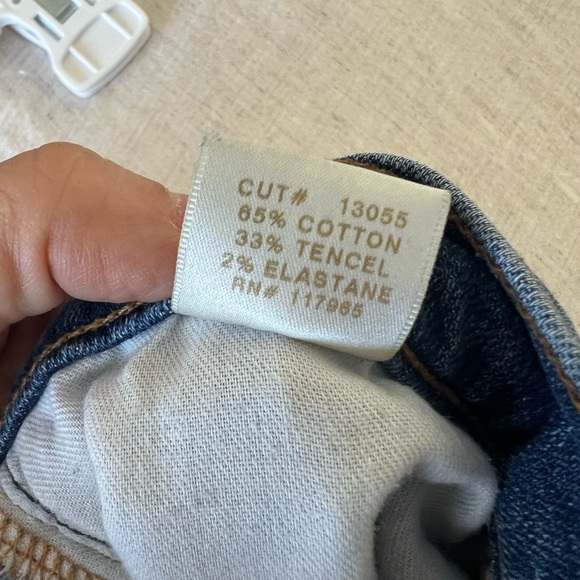 CUT# 13055
65% COTTON
33% TENCEL
2% ELASTANE
RN# 117965